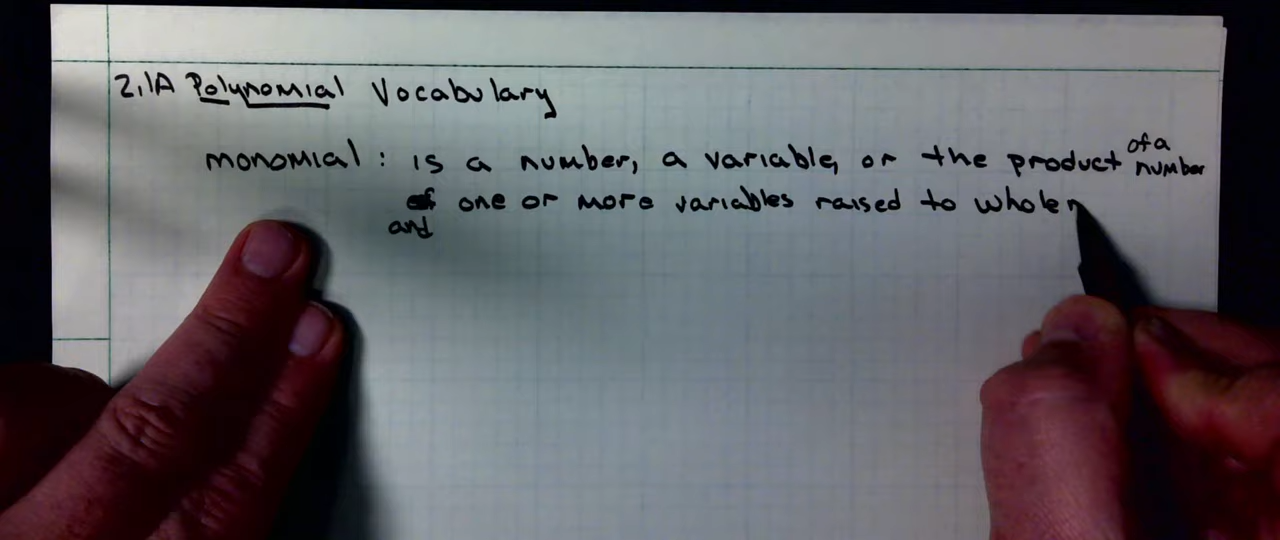 2.1A Polynomial Vocabulary
monomial : is a number, a variable, or the product of a number
one or more variables raised to whole n
and